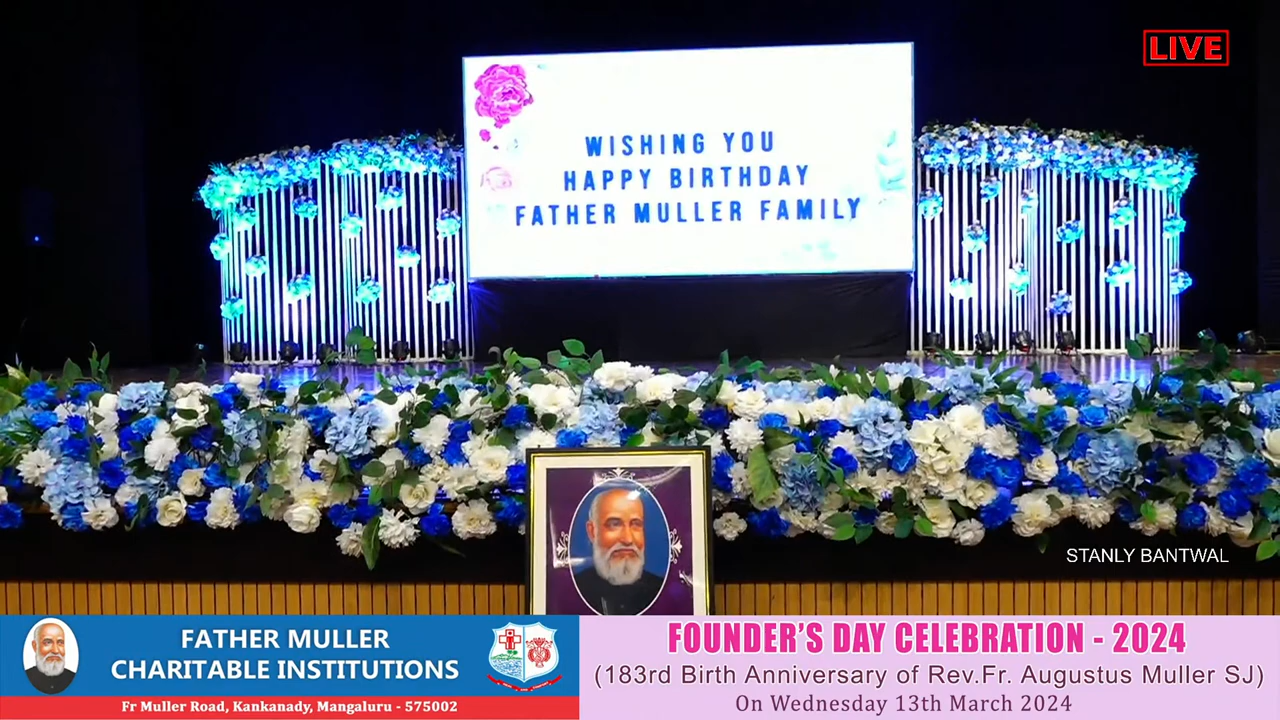 LIVE
WISHING YOU
HAPPY BIRTHDAY
FATHER MULLER FAMILY
STANLY BANTWAL
FATHER MULLER
CHARITABLE INSTITUTIONS
Fr Muller Road, Kankanady, Mangaluru - 575002
FOUNDER'S DAY CELEBRATION - 2024
(183rd Birth Anniversary of Rev.Fr. Augustus Muller SJ)
On Wednesday 13th March 2024